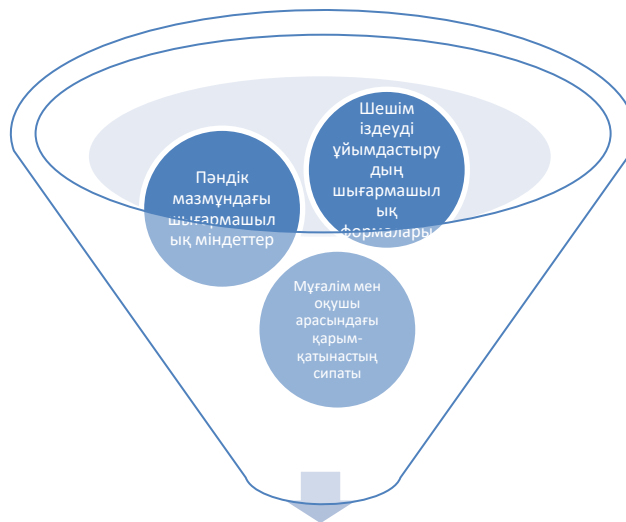 Пәндік
мазмұндағы
шығармашыл
ық міндеттер
Шешім
іздеуді
ұйымдастыру
дың
шығармашыл
ық
формалары
Мұғалім мен
оқушы
арасындағы
қарым-
қатынастың
сипаты